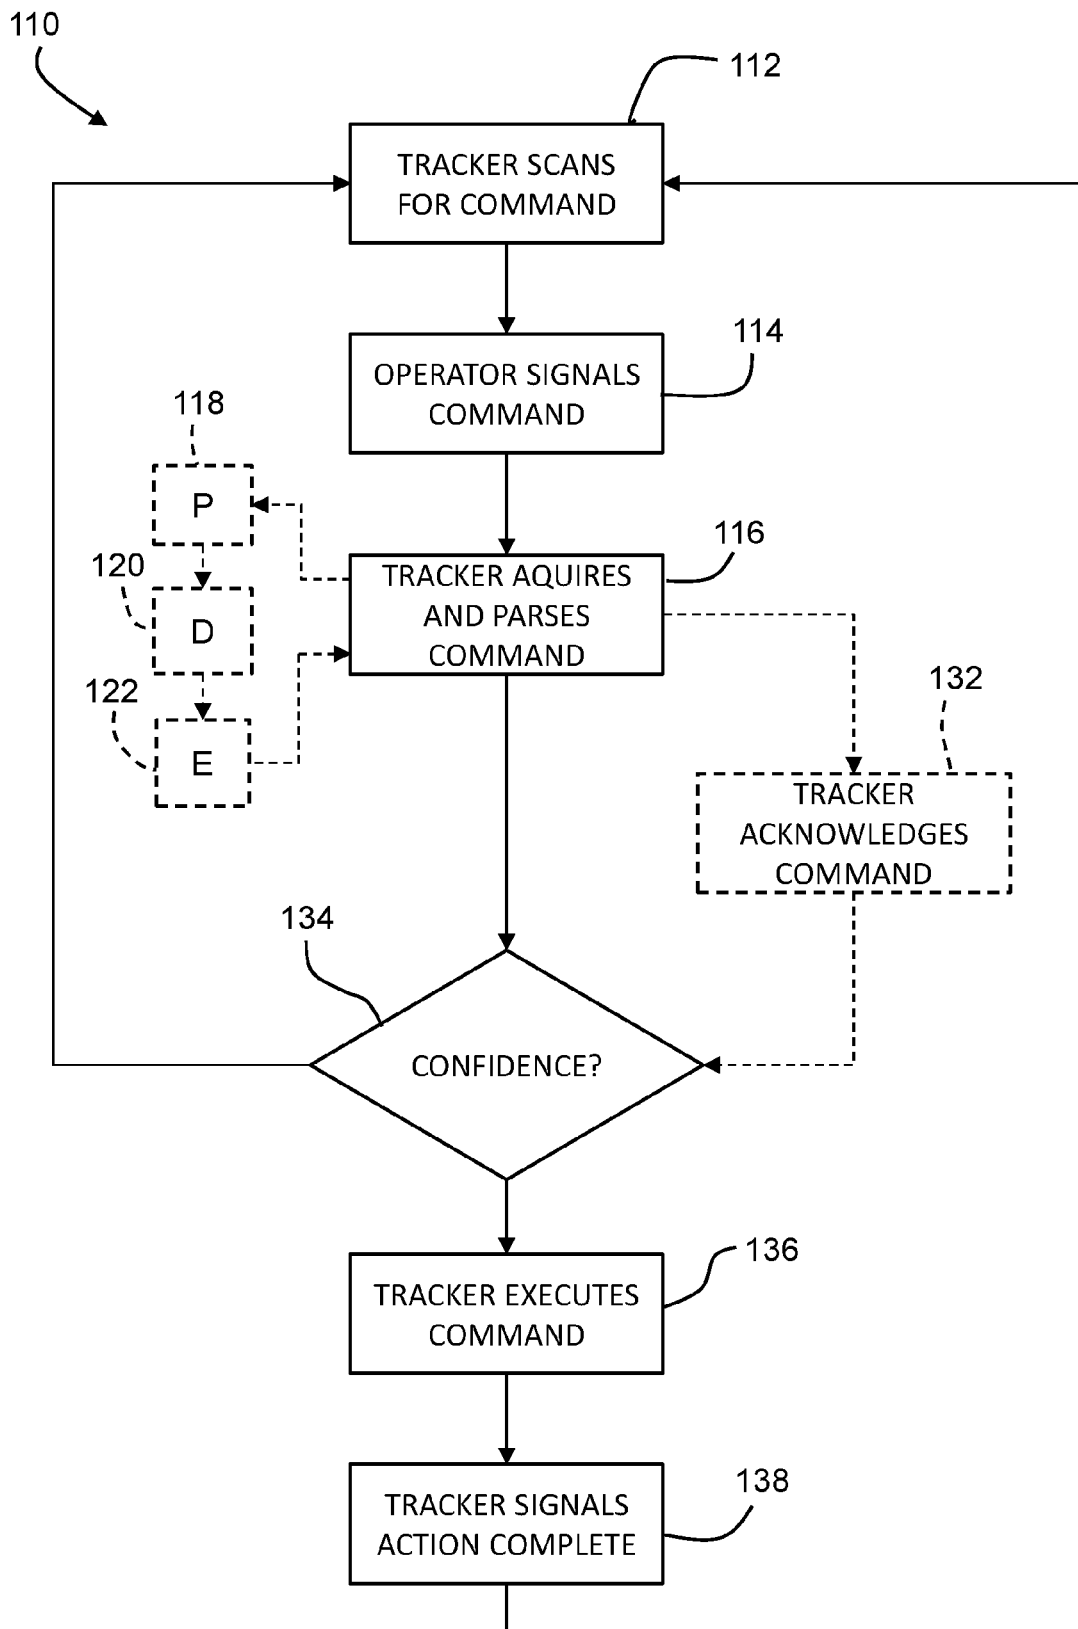 110
112
TRACKER SCANS
FOR COMMAND
114
OPERATOR SIGNALS
COMMAND
118
P
116
TRACKER AQUIRES
AND PARSES
COMMAND
120
D
122
E
132
TRACKER
ACKNOWLEDGES
COMMAND
134
CONFIDENCE?
136
TRACKER EXECUTES
COMMAND
138
TRACKER SIGNALS
ACTION COMPLETE